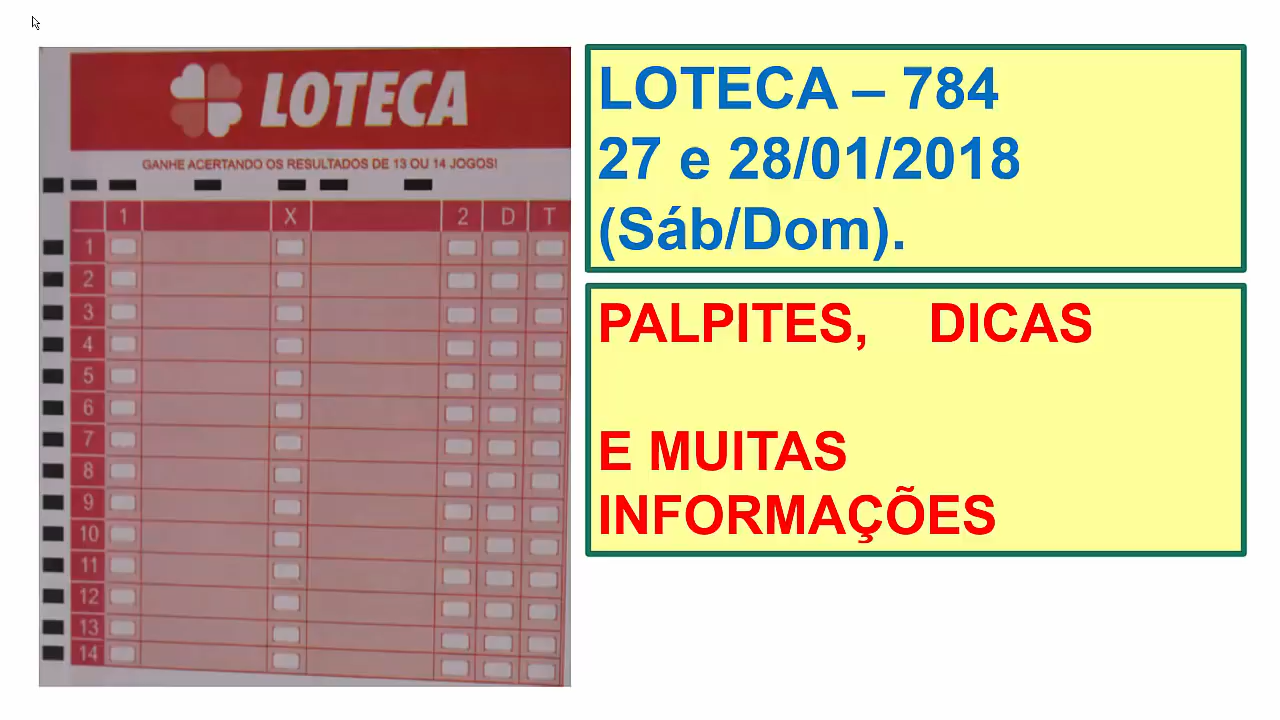 LOTECA
GANHE ACERTANDO OS RESULTADOS DE 13 OU 14 JOGOS!
1 X 2 D T
1
2
3
4
5
6
7
8
9
10
11
12
13
14
LOTECA – 784
27 e 28/01/2018
(Sáb/Dom).
PALPITES, DICAS
E MUITAS
INFORMAÇÕES